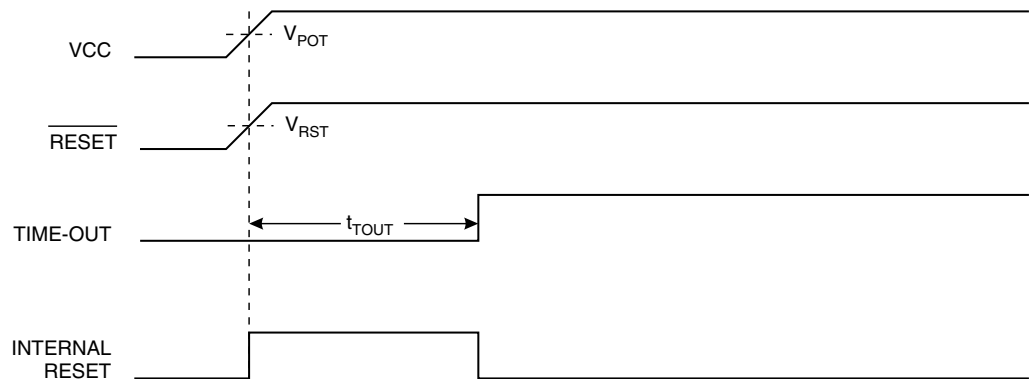 VCC
V_POT
RESET
V_RST
TIME-OUT
t_TOUT
INTERNAL
RESET